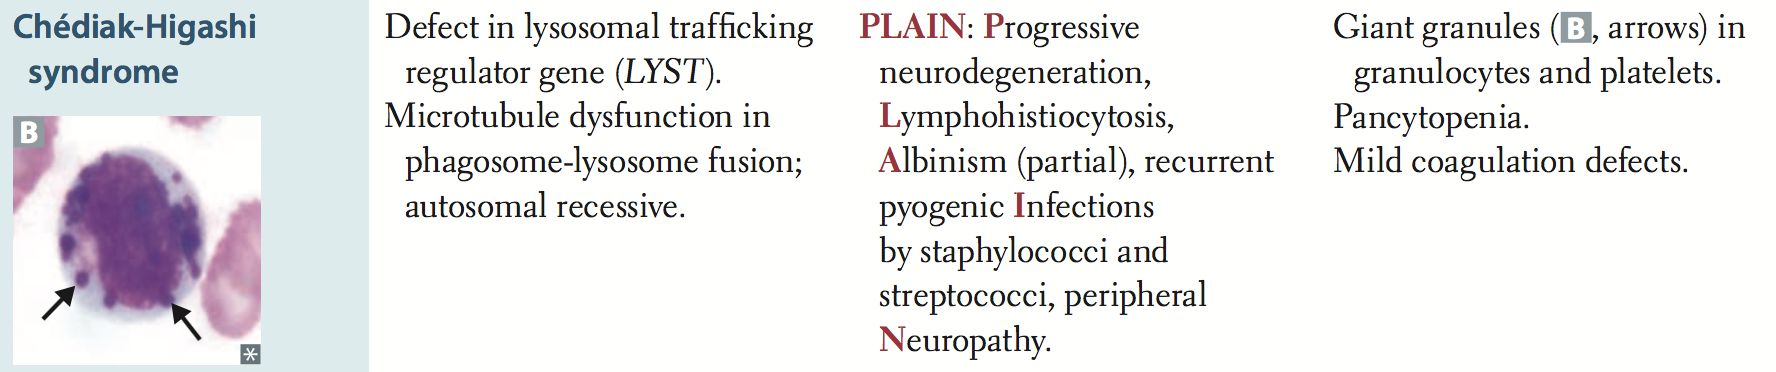 Chédiak-Higashi
syndrome
B
*
Defect in lysosomal trafficking
regulator gene (LYST).
Microtubule dysfunction in
phagosome-lysosome fusion;
autosomal recessive.
PLAIN: Progressive
neurodegeneration,
Lymphohistiocytosis,
Albinism (partial), recurrent
pyogenic Infections
by staphylococci and
streptococci, peripheral
Neuropathy.
Giant granules (B, arrows) in
granulocytes and platelets.
Pancytopenia.
Mild coagulation defects.